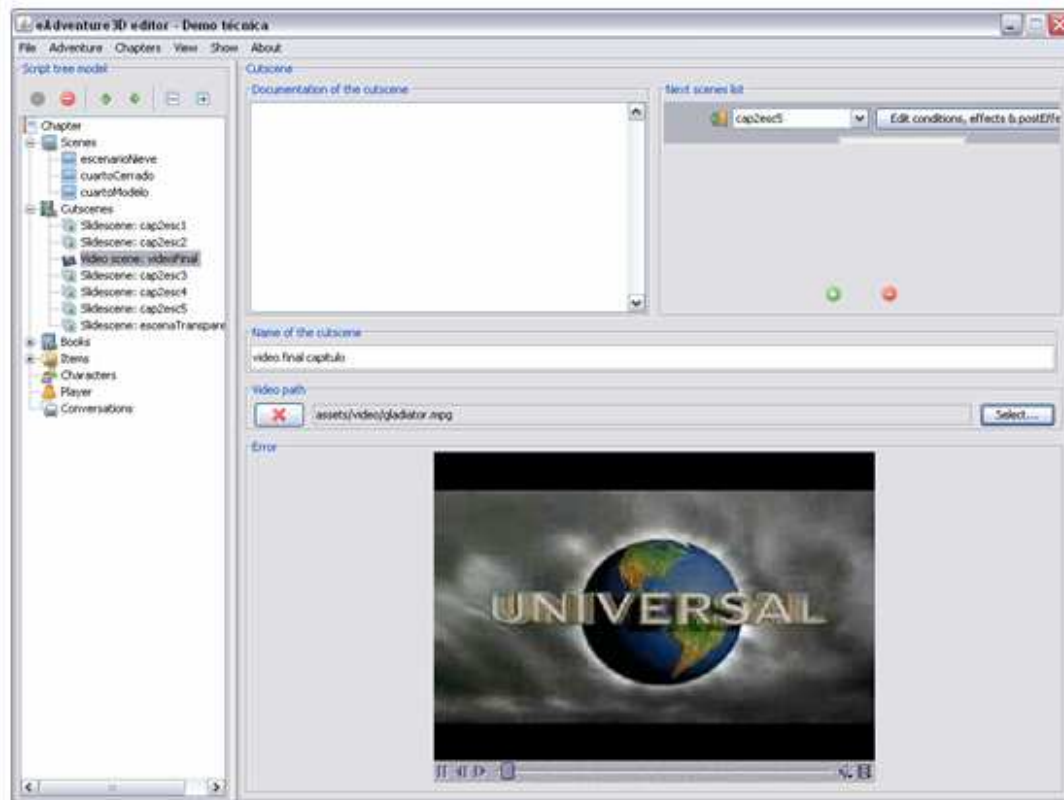 eAdventure3D editor - Demo técnica
File Adventure Chapters View Show About
Script tree model
Chapter
Scenes
escenarioNieve
cuartoCerrado
cuartoModelo
Cutscenes
Slidescene: cap2esc1
Slidescene: cap2esc2
Video scene: videoFinal
Slidescene: cap2esc3
Slidescene: cap2esc4
Slidescene: cap2esc5
Slidescene: escenaTranspare
Books
Items
Characters
Player
Conversations
Cutscene
Documentation of the cutscene
Next scenes list
cap2esc5
Edit conditions, effects & postEffe
Name of the cutscene
video final capitulo
Video path
assets/video/gladiator.mpg
Select...
Error
UNIVERSAL